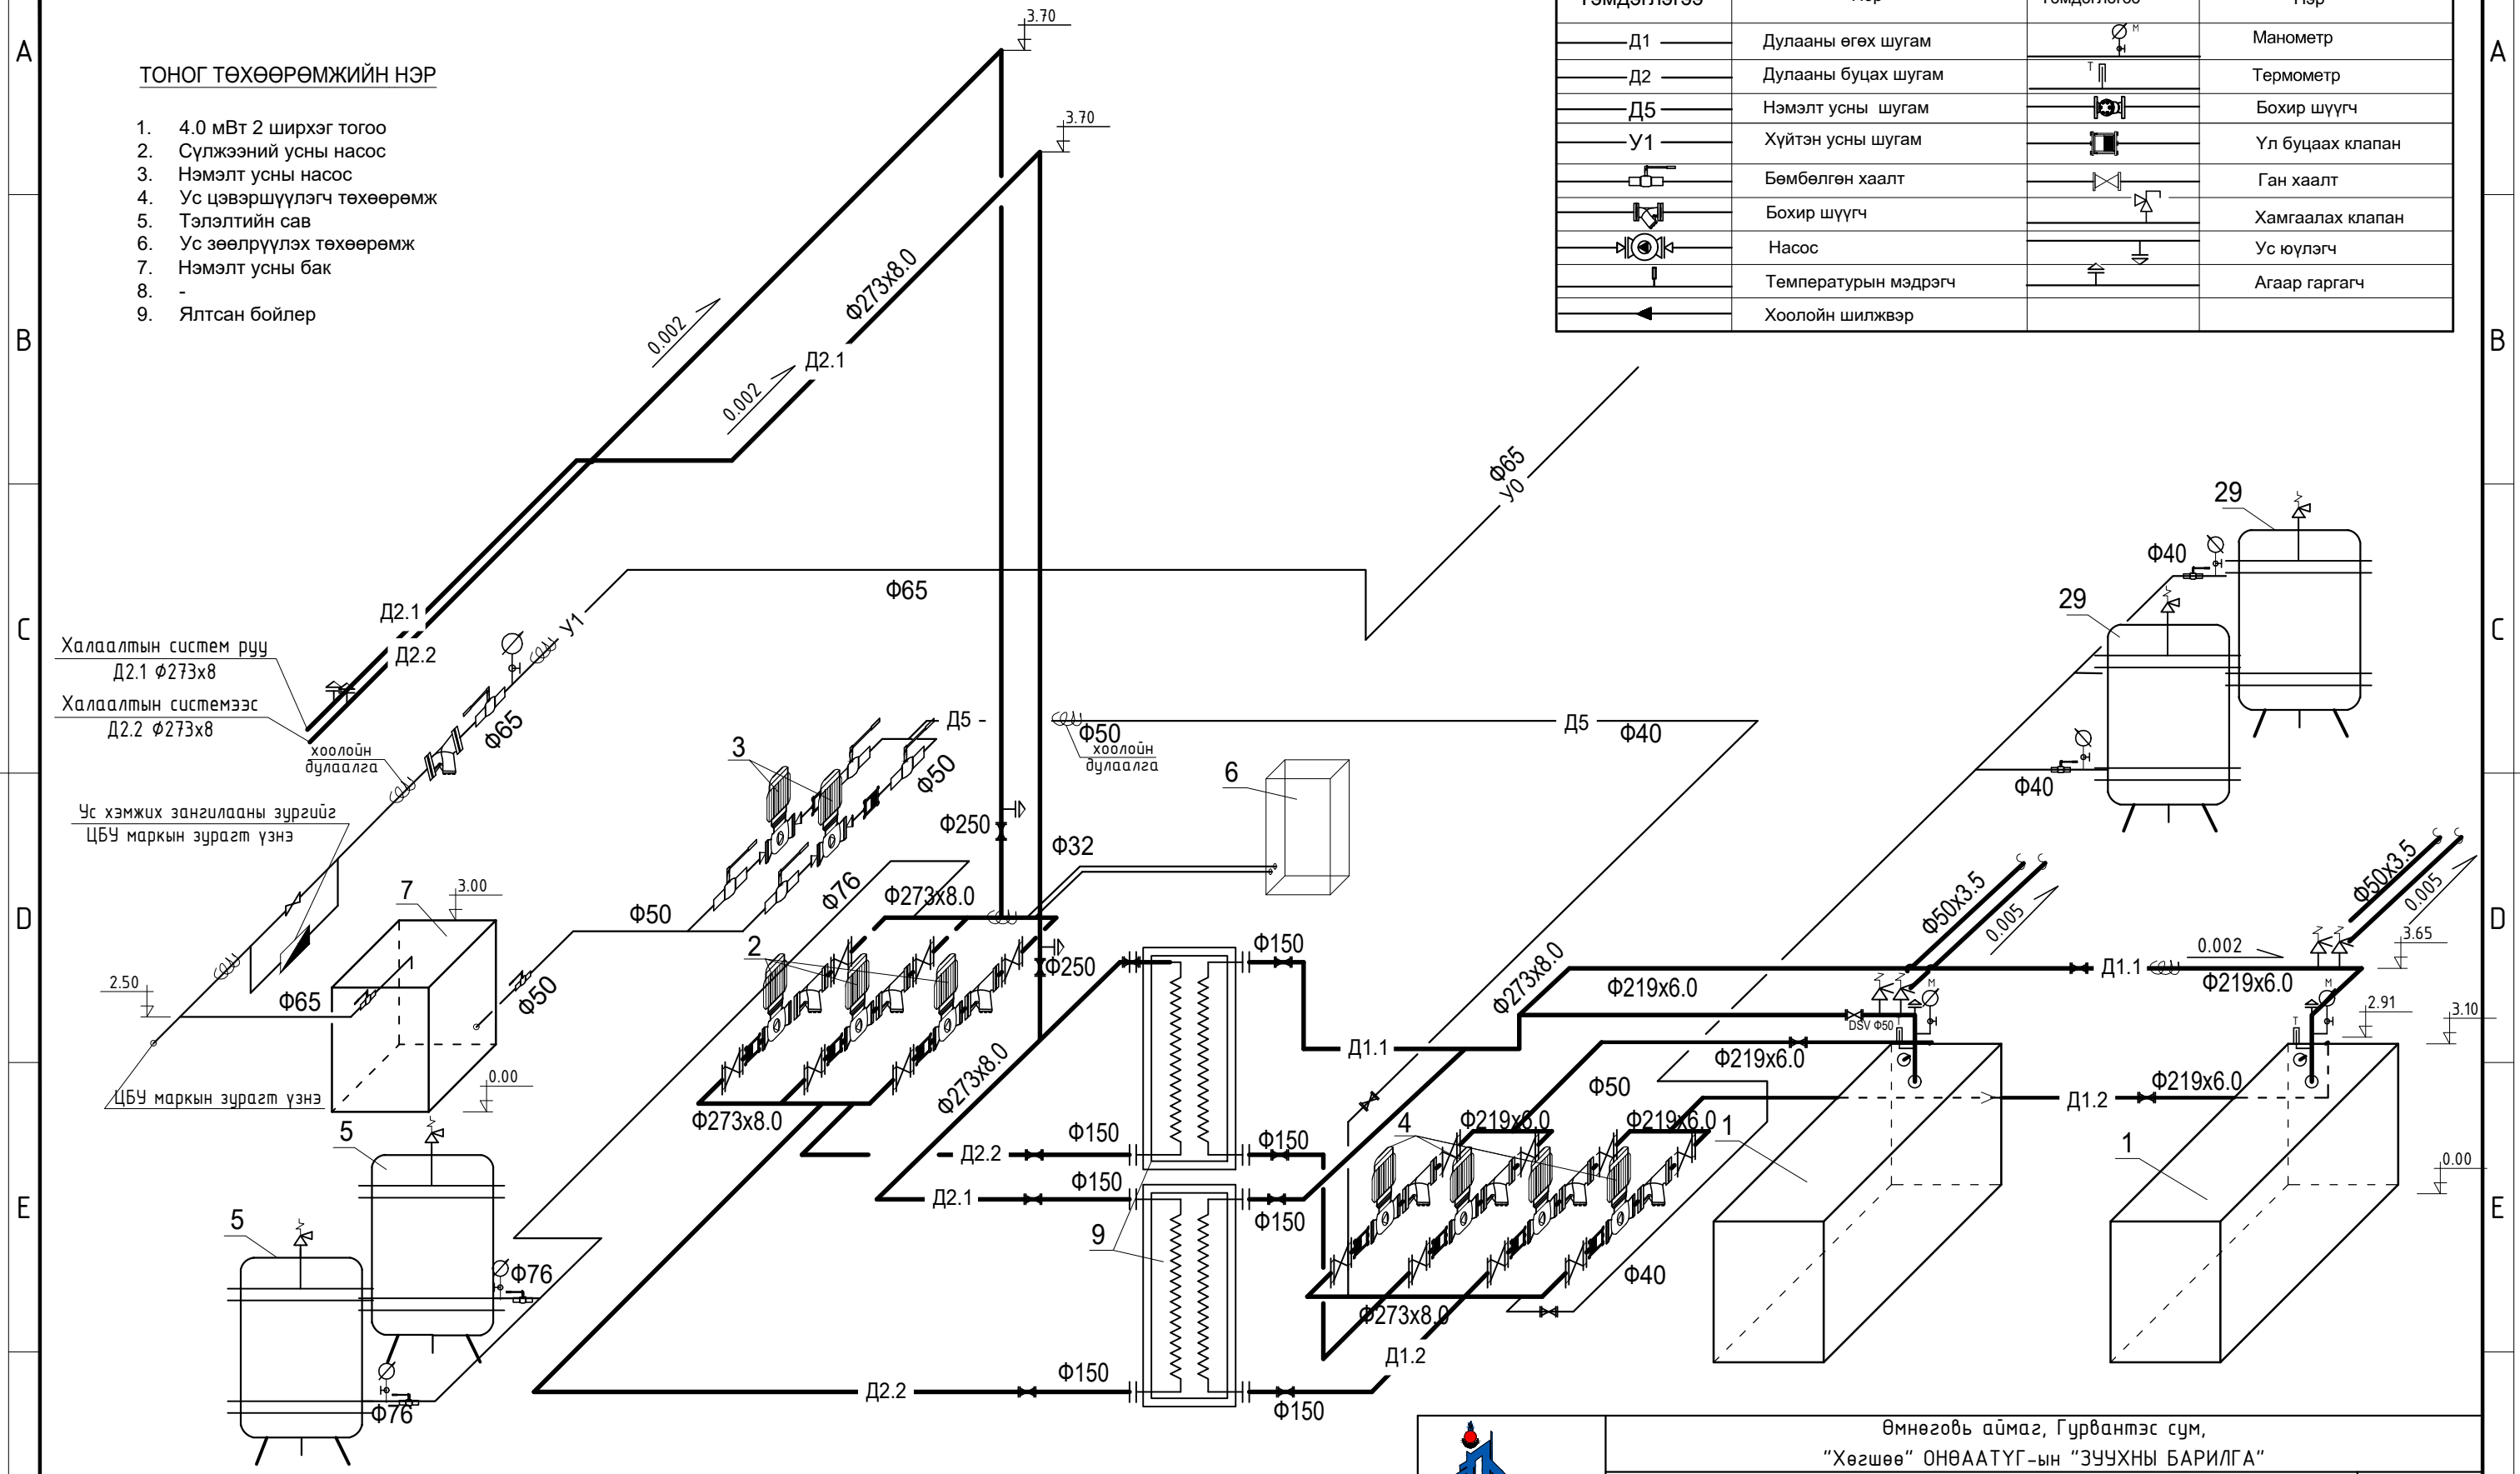 ТОНОГ ТӨХӨӨРӨМЖИЙН НЭР
1. 4.0 мВт 2 ширхэг тогоо
2. Сүлжээний усны насос
3. Нэмэлт усны насос
4. Ус цэвэршүүлэгч төхөөрөмж
5. Тэлэлтийн сав
6. Ус зөөлрүүлэх төхөөрөмж
7. Нэмэлт усны бак
8. -
9. Ялтсан бойлер
Д1 Дулааны өгөх шугам М Манометр
Д2 Дулааны буцах шугам Т Термометр
Д5 Нэмэлт усны шугам Бохир шүүгч
У1 Хүйтэн усны шугам Үл буцаах клапан
Бөмбөлгөн хаалт Ган хаалт
Бохир шүүгч Хамгаалах клапан
Насос Ус юүлэгч
Температурын мэдрэгч Агаар гаргагч
Хоолойн шилжвэр
A
A
B
B
C
C
D
D
E
E
3.70
3.70
Ф273х8.0
0.002
Д2.1
0.002
Ф65
У0
Ф65
29
Ф40
29
Ф40
Д2.1
Д2.2
У1
Халаалтын систем руу
Д2.1 Ф273х8
Халаалтын системээс
Д2.2 Ф273х8
хоолойн
дулаалга
Ф65
Ус хэмжих зангилааны зургийг
ЦБУ маркын зурагт үзнэ
3
Д5 -
Ф50
Ф50
хоолойн
дулаалга
Д5
Ф40
6
Ф250
Ф32
7
3.00
2.50
Ф65
Ф50
Ф50
0.00
ЦБУ маркын зурагт үзнэ
Ф76
Ф273х8.0
2
Ф250
Ф273х8.0
Ф273х8.0
Ф150
Ф273х8.0
Д1.1
Ф50х3.5
0.005
Ф50х3.5
0.005
3.65
0.002
Д1.1
Ф219х6.0
Ф219х6.0
М
М
DSV Ф50
Т
Т
2.91
3.10
Ф219х6.0
Ф219х6.0
Д1.2
Ф50
Ф219х6.0
Ф219х6.0
4
1
1
0.00
Д2.2
Ф150
Ф150
Д2.1
Ф150
Ф150
9
5
5
Ф76
Ф76
Ф40
Ф273х8.0
Д1.2
Д2.2
Ф150
Ф150
Өмнөговь аймаг, Гурвантэс сум,
"Хөгшөө" ОНӨААТҮГ-ын "ЗУУХНЫ БАРИЛГА"